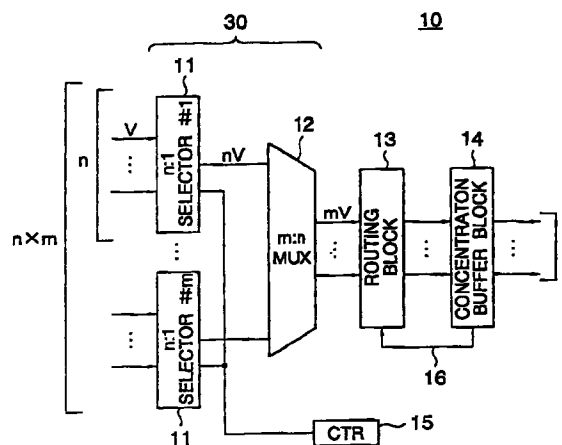 30
10
11
n:1
SELECTOR #1
n
V
nV
12
m:n
MUX
mV
13
ROUTING
BLOCK
14
CONCENTRATON
BUFFER BLOCK
n×m
n:1
SELECTOR #m
11
16
CTR
15